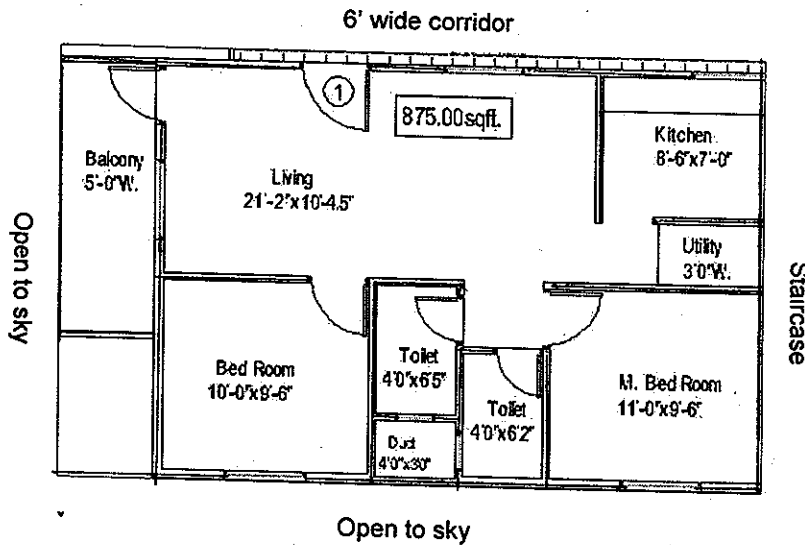 6' wide corridor
1
875.00sqft.
Kitchen
8'-6"x7'-0"
Balcony
5'-0"W.
Living
21'-2"x10'-4.5"
Utility
3'0"W.
Open to sky
Staircase
Bed Room
10'-0"x9'-6"
Toilet
4'0"x6'5"
Toilet
4'0"x6'2"
M. Bed Room
11'-0"x9'-6"
Duct
4'0"x30"
Open to sky